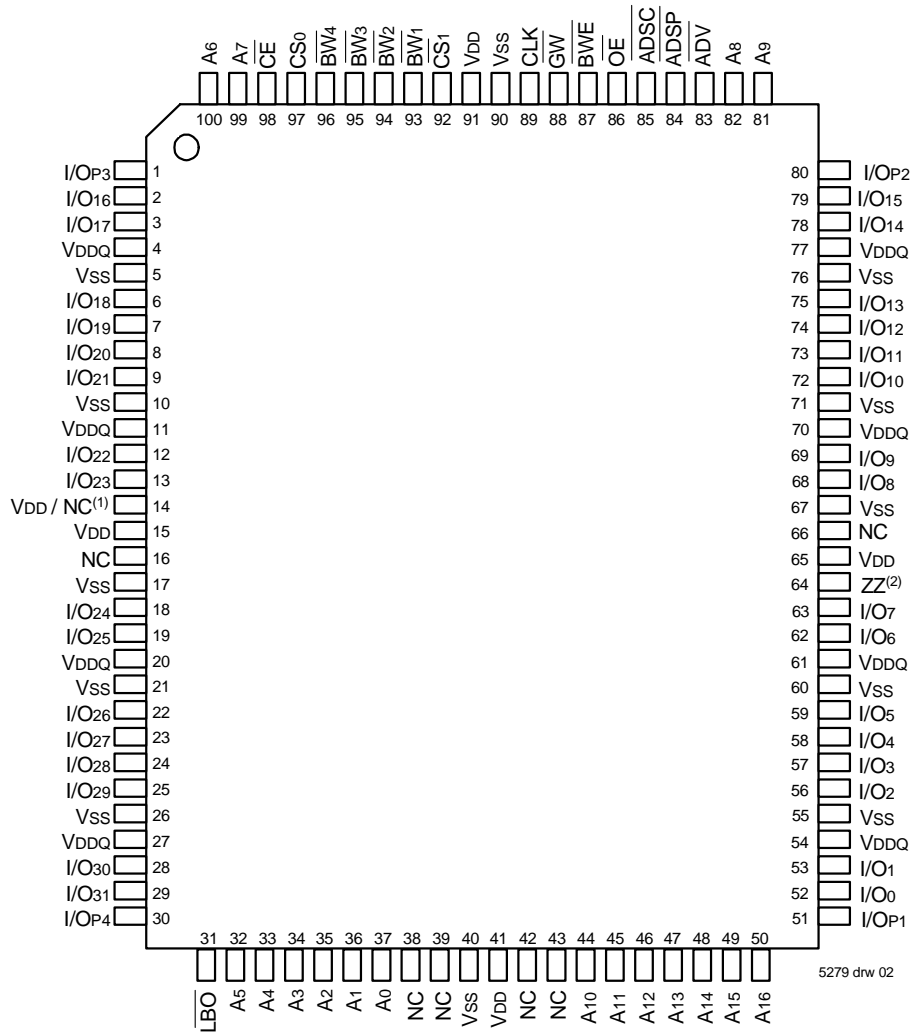 A6 A7 CE CS0 BW4 BW3 BW2 BW1 CS1 VDD VSS CLK GW BWE OE ADSC ADSP ADV A8 A9
100 99 98 97 96 95 94 93 92 91 90 89 88 87 86 85 84 83 82 81
I/OP3 1 80 I/OP2
I/O16 2 79 I/O15
I/O17 3 78 I/O14
VDDQ 4 77 VDDQ
VSS 5 76 VSS
I/O18 6 75 I/O13
I/O19 7 74 I/O12
I/O20 8 73 I/O11
I/O21 9 72 I/O10
VSS 10 71 VSS
VDDQ 11 70 VDDQ
I/O22 12 69 I/O9
I/O23 13 68 I/O8
VDD / NC(1) 14 67 VSS
VDD 15 66 NC
NC 16 65 VDD
VSS 17 64 ZZ(2)
I/O24 18 63 I/O7
I/O25 19 62 I/O6
VDDQ 20 61 VDDQ
VSS 21 60 VSS
I/O26 22 59 I/O5
I/O27 23 58 I/O4
I/O28 24 57 I/O3
I/O29 25 56 I/O2
VSS 26 55 VSS
VDDQ 27 54 VDDQ
I/O30 28 53 I/O1
I/O31 29 52 I/O0
I/OP4 30 51 I/OP1
31 32 33 34 35 36 37 38 39 40 41 42 43 44 45 46 47 48 49 50
LBO A5 A4 A3 A2 A1 A0 NC NC VSS VDD NC NC A10 A11 A12 A13 A14 A15 A16
5279 drw 02